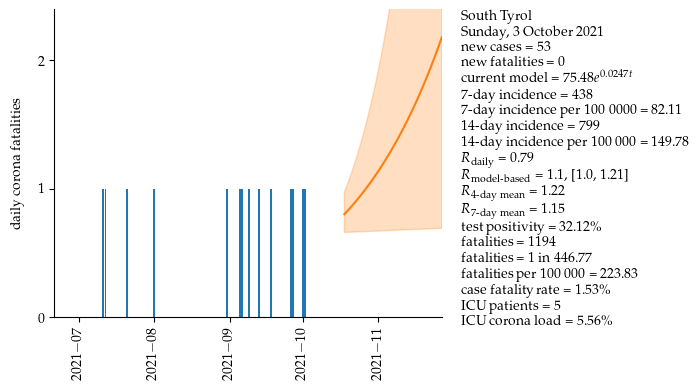 South Tyrol
Sunday, 3 October 2021
new cases = 53
new fatalities = 0
current model = 75.48e^0.0247t
7-day incidence = 438
7-day incidence per 100 0000 = 82.11
14-day incidence = 799
14-day incidence per 100 000 = 149.78
R_daily = 0.79
R_model-based = 1.1, [1.0, 1.21]
R_4-day mean = 1.22
R_7-day mean = 1.15
test positivity = 32.12%
fatalities = 1194
fatalities = 1 in 446.77
fatalities per 100 000 = 223.83
case fatality rate = 1.53%
ICU patients = 5
ICU corona load = 5.56%
daily corona fatalities
2
1
0
2021−07
2021−08
2021−09
2021−10
2021−11